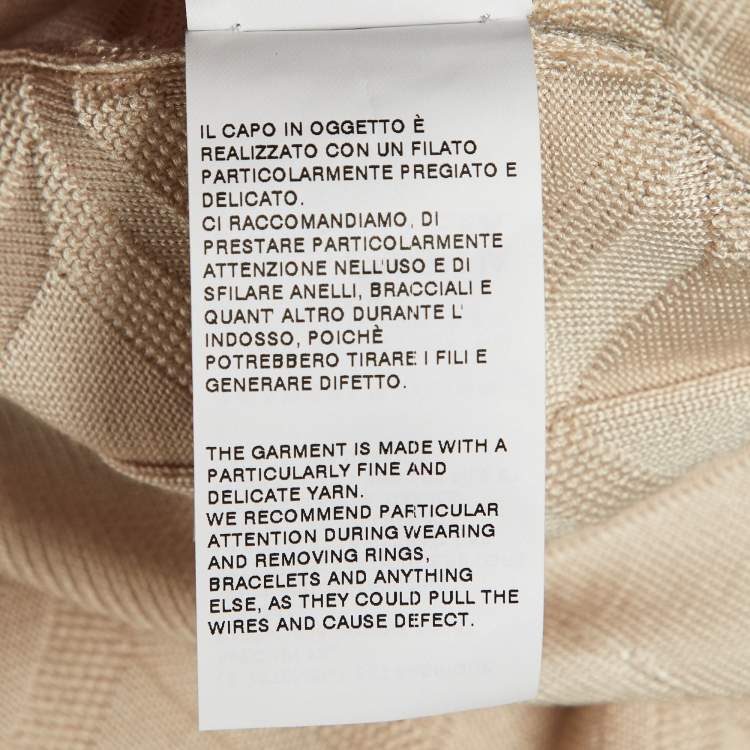 IL CAPO IN OGGETTO È
REALIZZATO CON UN FILATO
PARTICOLARMENTE PREGIATO E
DELICATO.
CI RACCOMANDIAMO, DI
PRESTARE PARTICOLARMENTE
ATTENZIONE NELL'USO E DI
SFILARE ANELLI, BRACCIALI E
QUANT' ALTRO DURANTE L'
INDOSSO, POICHÈ
POTREBBERO TIRARE I FILI E
GENERARE DIFETTO.
THE GARMENT IS MADE WITH A
PARTICULARLY FINE AND
DELICATE YARN.
WE RECOMMEND PARTICULAR
ATTENTION DURING WEARING
AND REMOVING RINGS,
BRACELETS AND ANYTHING
ELSE, AS THEY COULD PULL THE
WIRES AND CAUSE DEFECT.